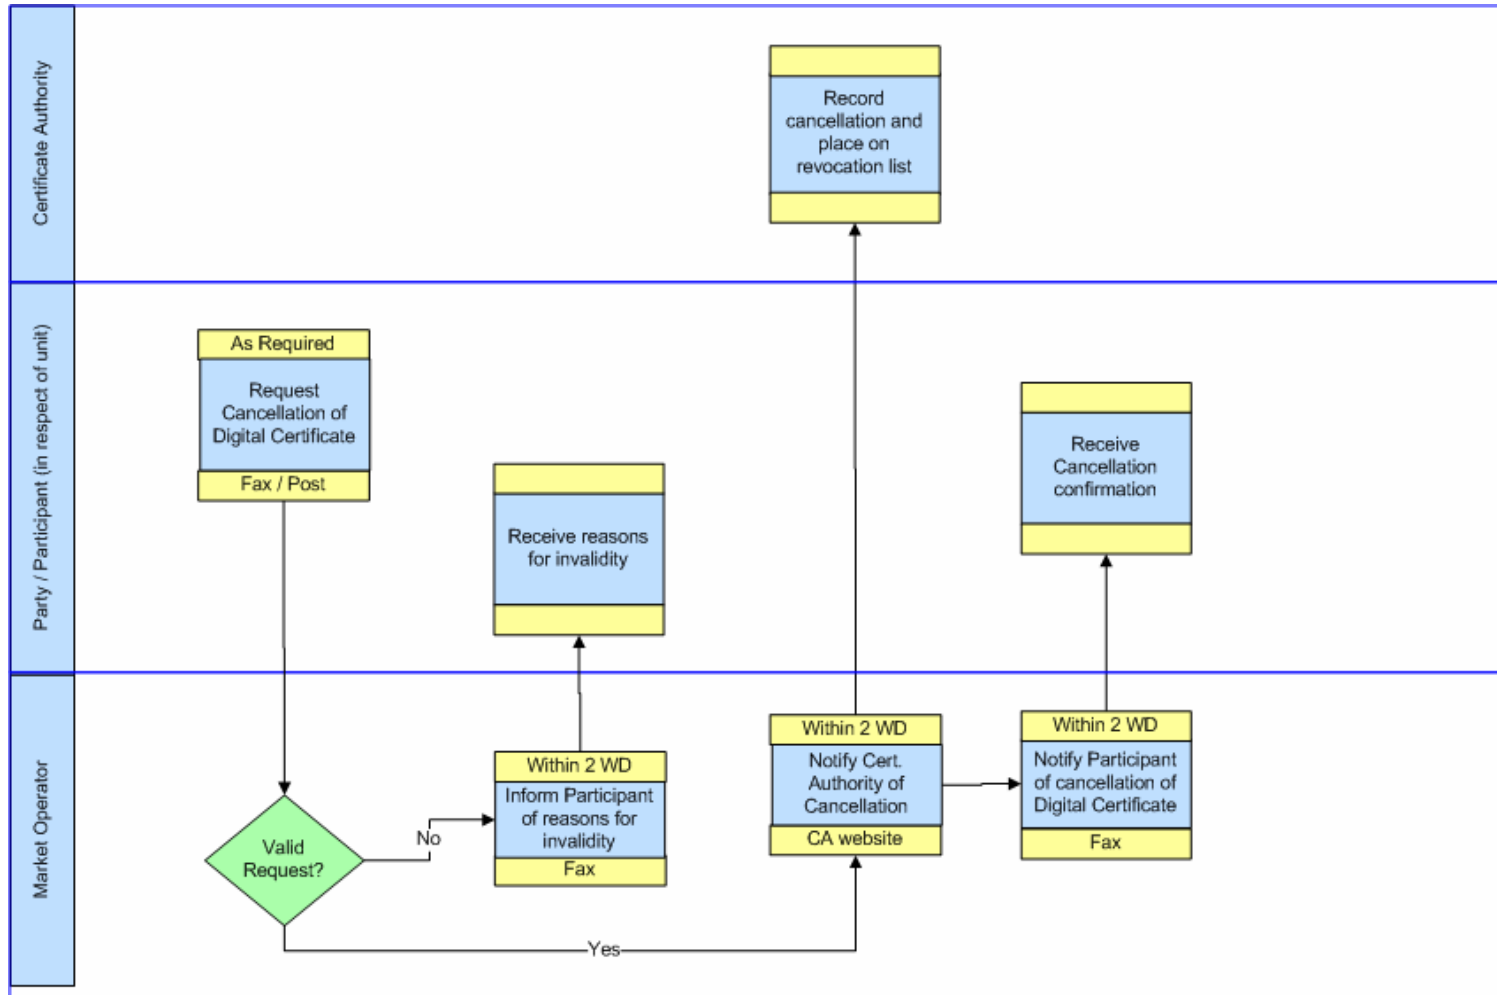 Certificate Authority
Record
cancellation and
place on
revocation list
Party / Participant (in respect of unit)
As Required
Request
Cancellation of
Digital Certificate
Fax / Post
Receive reasons
for invalidity
Receive
Cancellation
confirmation
Market Operator
Valid
Request?
No
Yes
Within 2 WD
Inform Participant
of reasons for
invalidity
Fax
Within 2 WD
Notify Cert.
Authority of
Cancellation
CA website
Within 2 WD
Notify Participant
of cancellation of
Digital Certificate
Fax